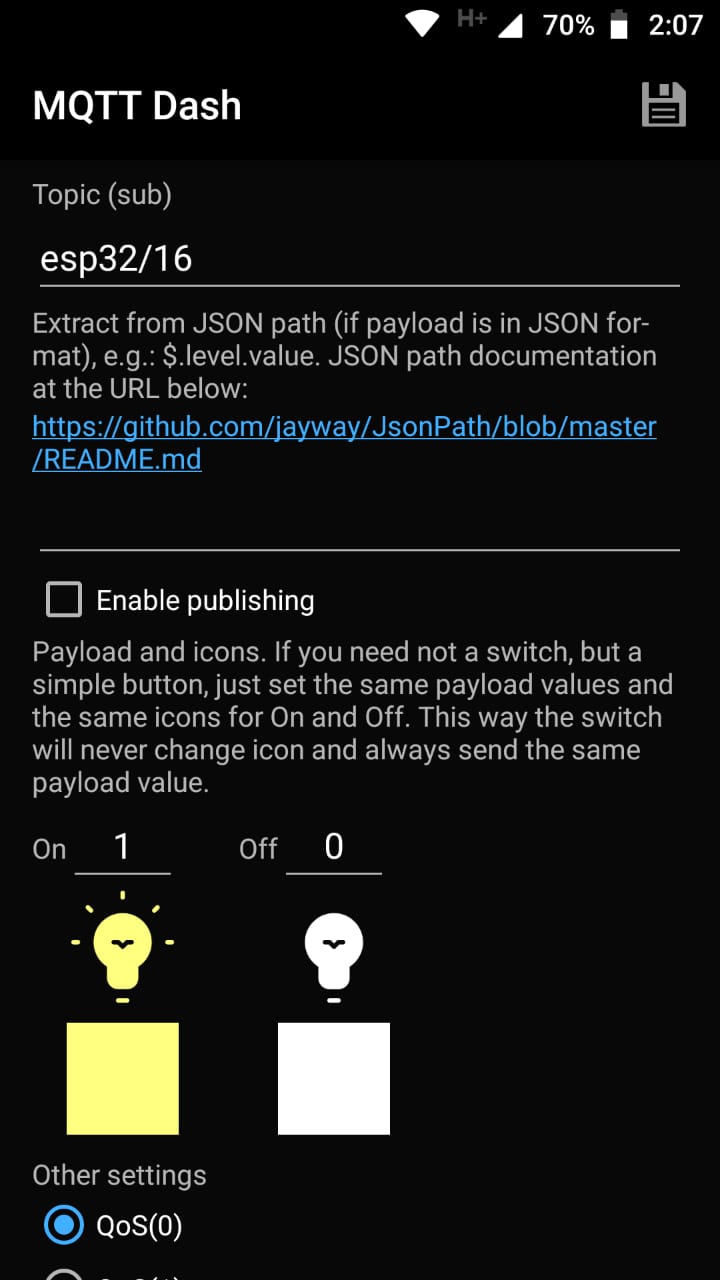 H+ 70% 2:07
MQTT Dash
Topic (sub)
esp32/16
Extract from JSON path (if payload is in JSON for-
mat), e.g.: $.level.value. JSON path documentation
at the URL below:
https://github.com/jayway/JsonPath/blob/master
/README.md
Enable publishing
Payload and icons. If you need not a switch, but a
simple button, just set the same payload values and
the same icons for On and Off. This way the switch
will never change icon and always send the same
payload value.
On 1 Off 0
Other settings
QoS(0)